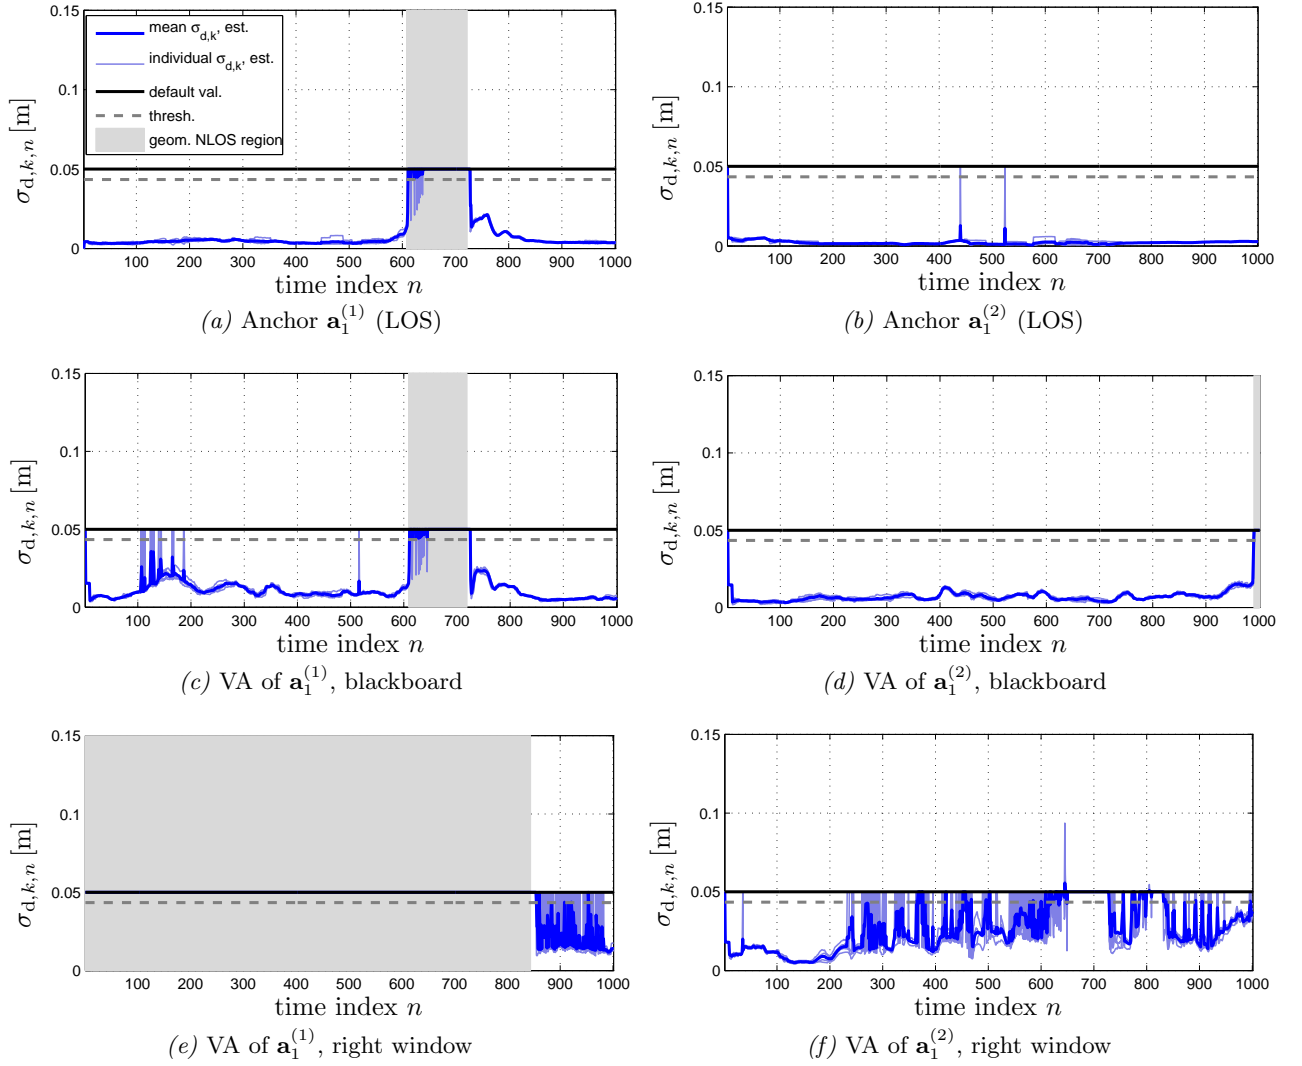 0.15
mean σd,k, est.
individual σd,k, est.
default val.
thresh.
geom. NLOS region
0.1
0.05
0
σd,k,n [m]
100 200 300 400 500 600 700 800 900 1000
time index n
(a) Anchor a₁⁽¹⁾ (LOS)
0.15
0.1
0.05
0
σd,k,n [m]
100 200 300 400 500 600 700 800 900 1000
time index n
(b) Anchor a₁⁽²⁾ (LOS)
0.15
0.1
0.05
0
σd,k,n [m]
100 200 300 400 500 600 700 800 900 1000
time index n
(c) VA of a₁⁽¹⁾, blackboard
0.15
0.1
0.05
0
σd,k,n [m]
100 200 300 400 500 600 700 800 900 1000
time index n
(d) VA of a₁⁽²⁾, blackboard
0.15
0.1
0.05
0
σd,k,n [m]
100 200 300 400 500 600 700 800 900 1000
time index n
(e) VA of a₁⁽¹⁾, right window
0.15
0.1
0.05
0
σd,k,n [m]
100 200 300 400 500 600 700 800 900 1000
time index n
(f) VA of a₁⁽²⁾, right window